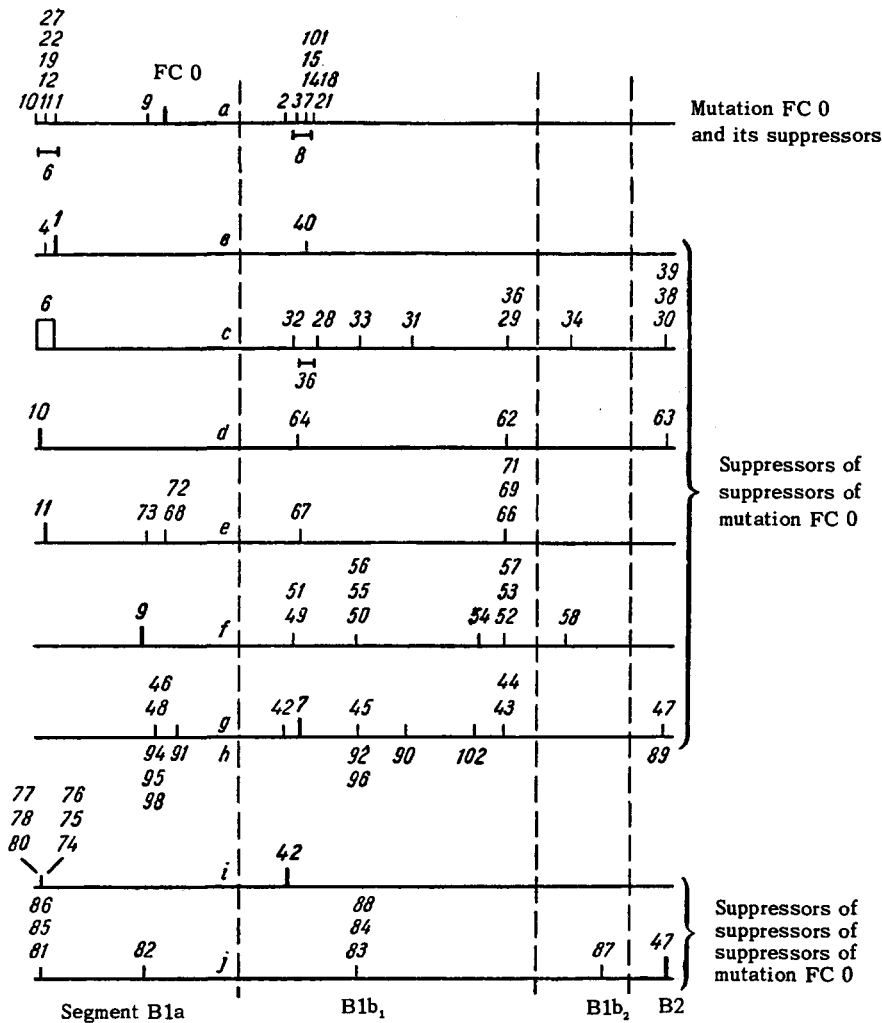 27
22 101
19 15
12 FC 0 1418
10 11 1 9 a 2 37 21
Mutation FC 0
and its suppressors
6 8
4 1 в 40
39
6 36 38
c 32 28 33 31 29 34 30
36
10 d 64 62 63
Suppressors of
suppressors of
mutation FC 0
71
72 69
11 73 68 e 67 66
56 57
51 55 53
9 f 49 50 54 52 58
46 44
48 g 42 7 45 43 47
94 91 h 92 90 102 89
95 96
98
77 76
78 75
80 74 i 42
86 88
85 84
81 82 j 83 87 47
Suppressors of
suppressors of
suppressors of
mutation FC 0
Segment B1a B1b₁ B1b₂ B2